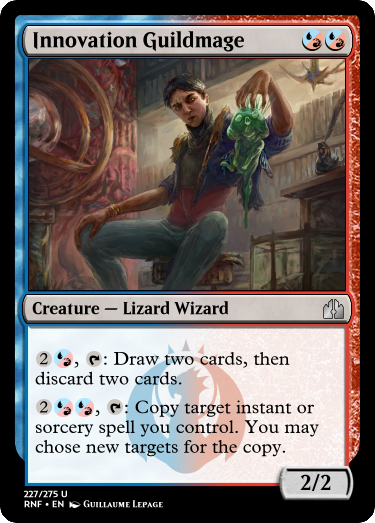 Innovation Guildmage
Creature — Lizard Wizard
2 , : Draw two cards, then
discard two cards.
2 , : Copy target instant or
sorcery spell you control. You may
chose new targets for the copy.
2/2
227/275 U
RNF • EN Guillaume Lepage